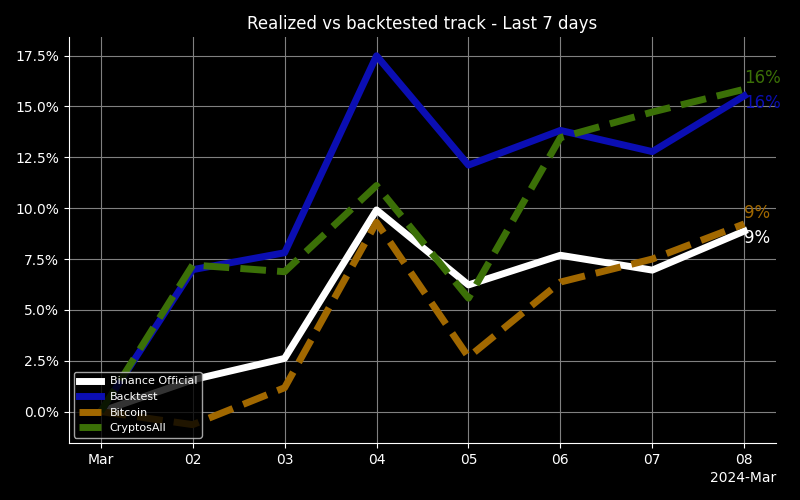 Realized vs backtested track - Last 7 days
17.5%
15.0%
12.5%
10.0%
7.5%
5.0%
2.5%
0.0%
16%
16%
9%
9%
Binance Official
Backtest
Bitcoin
CryptosAll
Mar 02 03 04 05 06 07 08
2024-Mar